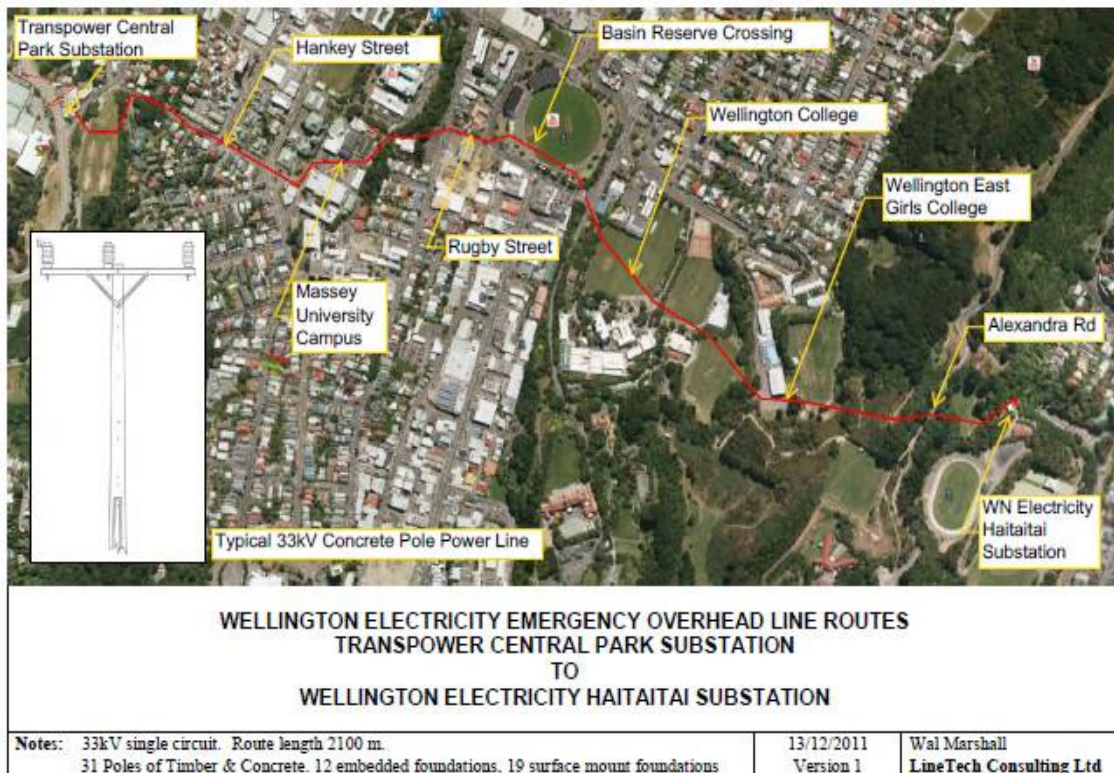 Transpower Central
Park Substation
Hankey Street
Basin Reserve Crossing
Wellington College
Wellington East
Girls College
Rugby Street
Massey
University
Campus
Alexandra Rd
WN Electricity
Haitaitai
Substation
Typical 33kV Concrete Pole Power Line
WELLINGTON ELECTRICITY EMERGENCY OVERHEAD LINE ROUTES
TRANSPOWER CENTRAL PARK SUBSTATION
TO
WELLINGTON ELECTRICITY HAITAITAI SUBSTATION
Notes: 33kV single circuit. Route length 2100 m.
31 Poles of Timber & Concrete. 12 embedded foundations, 19 surface mount foundations
13/12/2011
Version 1
Wal Marshall
LineTech Consulting Ltd